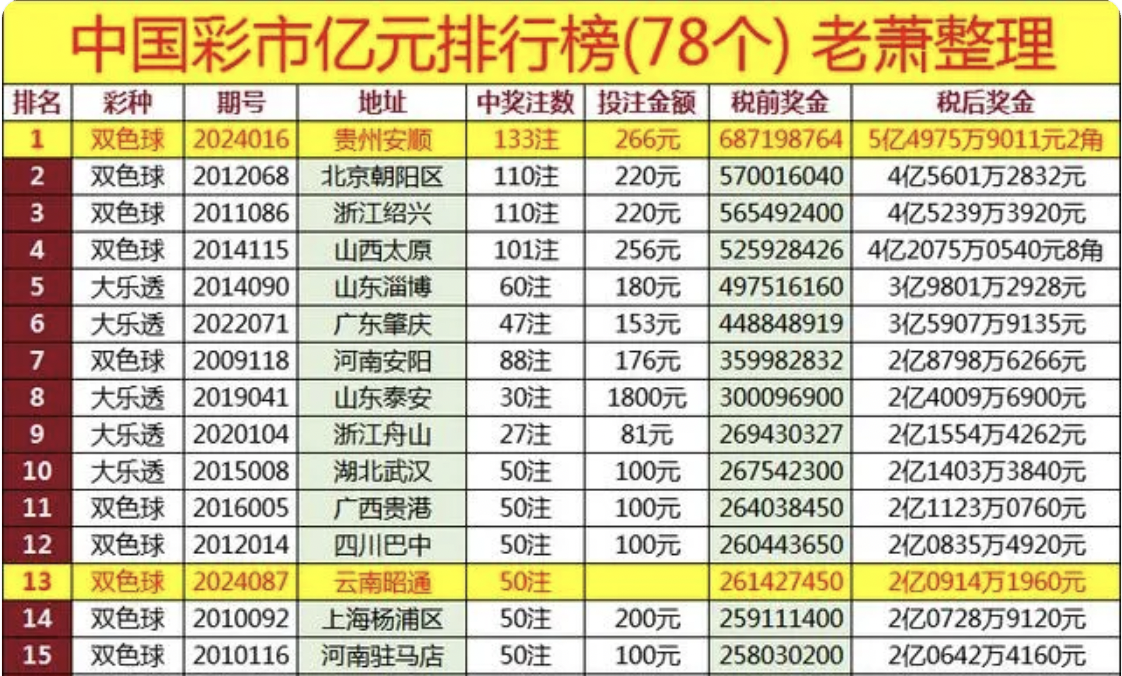 中国彩市亿元排行榜(78个) 老萧整理
排名 彩种 期号 地址 中奖注数 投注金额 税前奖金 税后奖金
1 双色球 2024016 贵州安顺 133注 266元 687198764 5亿4975万9011元2角
2 双色球 2012068 北京朝阳区 110注 220元 570016040 4亿5601万2832元
3 双色球 2011086 浙江绍兴 110注 220元 565492400 4亿5239万3920元
4 双色球 2014115 山西太原 101注 256元 525928426 4亿2075万0540元8角
5 大乐透 2014090 山东淄博 60注 180元 497516160 3亿9801万2928元
6 大乐透 2022071 广东肇庆 47注 153元 448848919 3亿5907万9135元
7 双色球 2009118 河南安阳 88注 176元 359982832 2亿8798万6266元
8 大乐透 2019041 山东泰安 30注 1800元 300096900 2亿4009万6900元
9 大乐透 2020104 浙江舟山 27注 81元 269430327 2亿1554万4262元
10 大乐透 2015008 湖北武汉 50注 100元 267542300 2亿1403万3840元
11 双色球 2016005 广西贵港 50注 100元 264038450 2亿1123万0760元
12 双色球 2012014 四川巴中 50注 100元 260443650 2亿0835万4920元
13 双色球 2024087 云南昭通 50注 261427450 2亿0914万1960元
14 双色球 2010092 上海杨浦区 50注 200元 259111400 2亿0728万9120元
15 双色球 2010116 河南驻马店 50注 100元 258030200 2亿0642万4160元